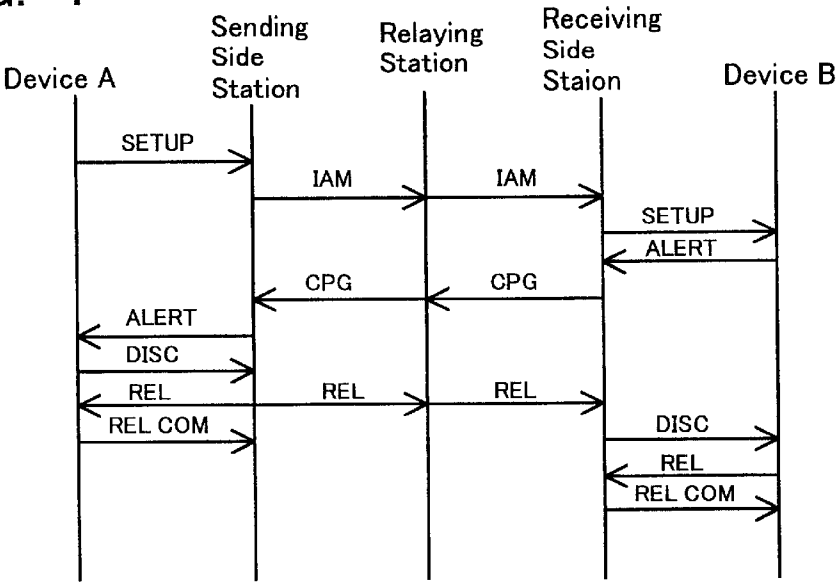 Device A
Sending
Side
Station
Relaying
Station
Receiving
Side
Staion
Device B
SETUP
IAM
IAM
SETUP
ALERT
CPG
CPG
ALERT
DISC
REL
REL
REL
REL COM
DISC
REL
REL COM